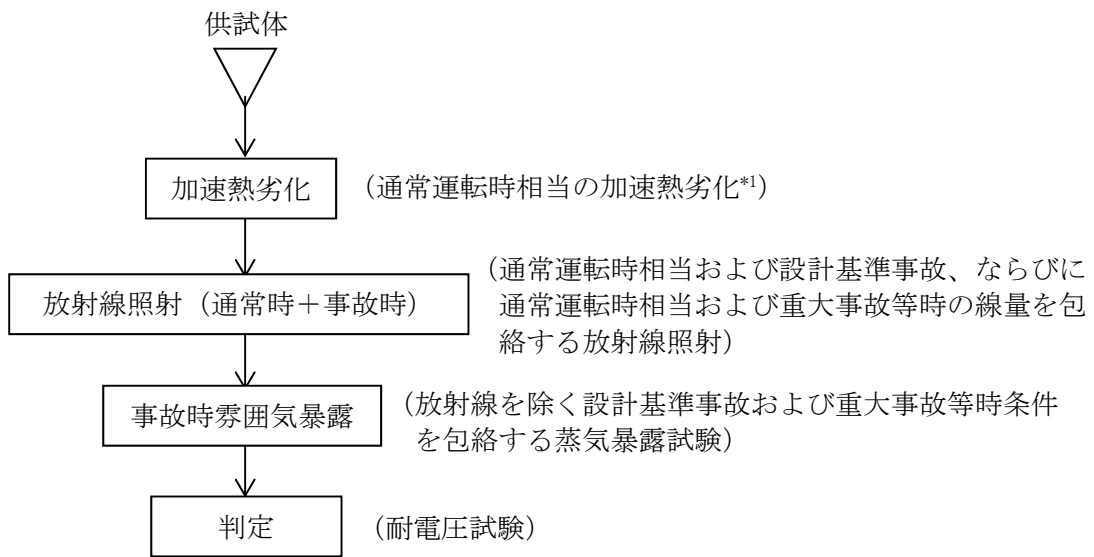 供試体
加速熱劣化
(通常運転時相当の加速熱劣化*1)
放射線照射（通常時＋事故時）
(通常運転時相当および設計基準事故、ならびに
通常運転時相当および重大事故等時の線量を包
絡する放射線照射)
事故時雰囲気暴露
(放射線を除く設計基準事故および重大事故等時条件
を包絡する蒸気暴露試験)
判定
(耐電圧試験)